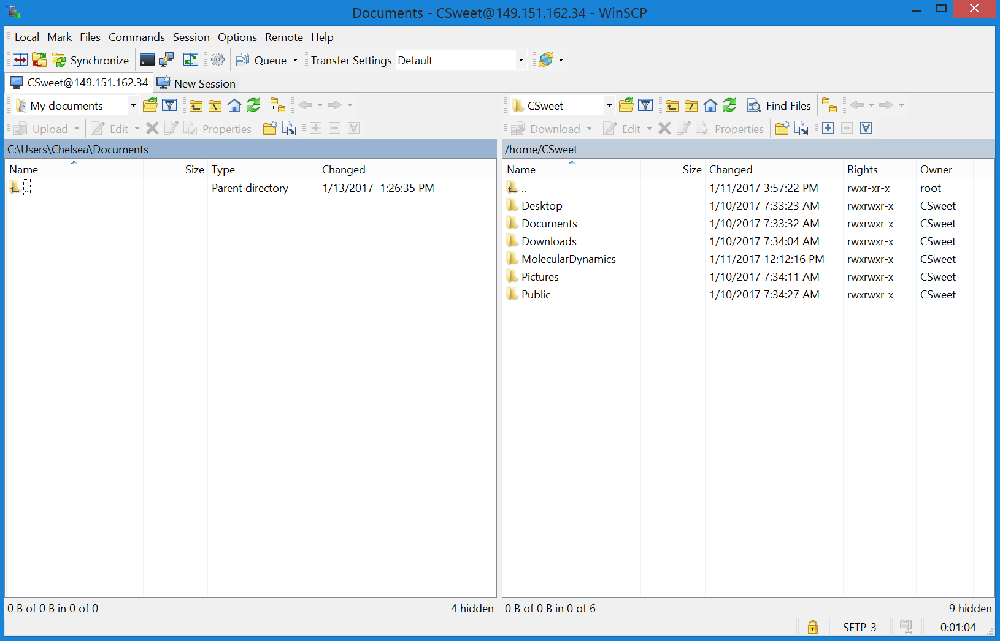 Documents - CSweet@149.151.162.34 - WinSCP
Local Mark Files Commands Session Options Remote Help
Synchronize Queue Transfer Settings Default
CSweet@149.151.162.34 New Session
My documents CSweet Find Files
Upload Edit Properties Download Edit Properties
C:\Users\Chelsea\Documents /home/CSweet
Name Size Type Changed Name Size Changed Rights Owner
.. Parent directory 1/13/2017 1:26:35 PM .. 1/11/2017 3:57:22 PM rwxr-xr-x root
Desktop 1/10/2017 7:33:23 AM rwxrwxr-x CSweet
Documents 1/10/2017 7:33:32 AM rwxrwxr-x CSweet
Downloads 1/10/2017 7:34:04 AM rwxrwxr-x CSweet
MolecularDynamics 1/11/2017 12:12:16 PM rwxrwxr-x CSweet
Pictures 1/10/2017 7:34:11 AM rwxrwxr-x CSweet
Public 1/10/2017 7:34:27 AM rwxrwxr-x CSweet
0 B of 0 B in 0 of 0 4 hidden 0 B of 0 B in 0 of 6 9 hidden
SFTP-3 0:01:04